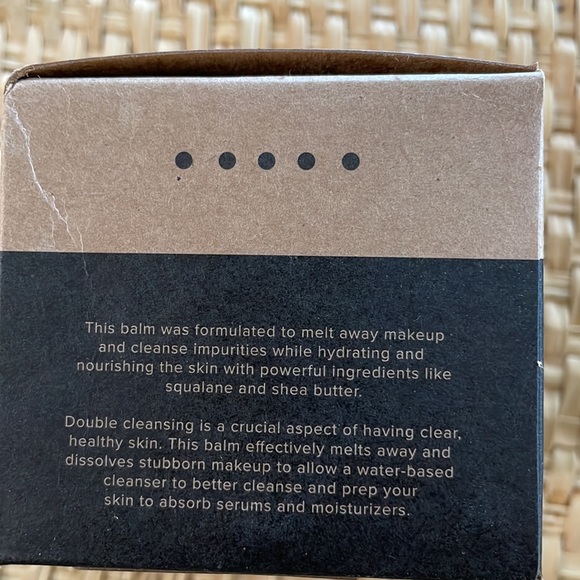 This balm was formulated to melt away makeup
and cleanse impurities while hydrating and
nourishing the skin with powerful ingredients like
squalane and shea butter.
Double cleansing is a crucial aspect of having clear,
healthy skin. This balm effectively melts away and
dissolves stubborn makeup to allow a water-based
cleanser to better cleanse and prep your
skin to absorb serums and moisturizers.